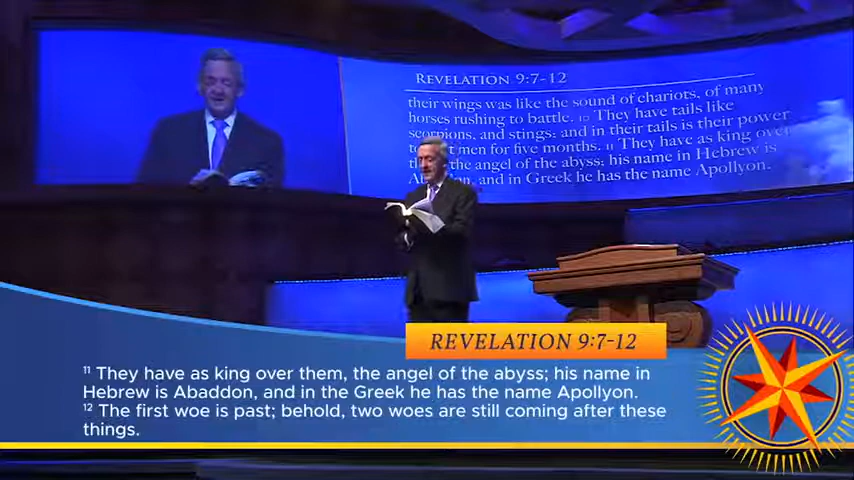 REVELATION 9:7-12
their wings was like the sound of chariots, of many
horses rushing to battle. 10 They have tails like
scorpions, and stings; and in their tails is their power
to men for five months. 11 They have as king over
the angel of the abyss; his name in Hebrew is
and in Greek he has the name Apollyon.
REVELATION 9:7-12
11 They have as king over them, the angel of the abyss; his name in
Hebrew is Abaddon, and in the Greek he has the name Apollyon.
12 The first woe is past; behold, two woes are still coming after these
things.